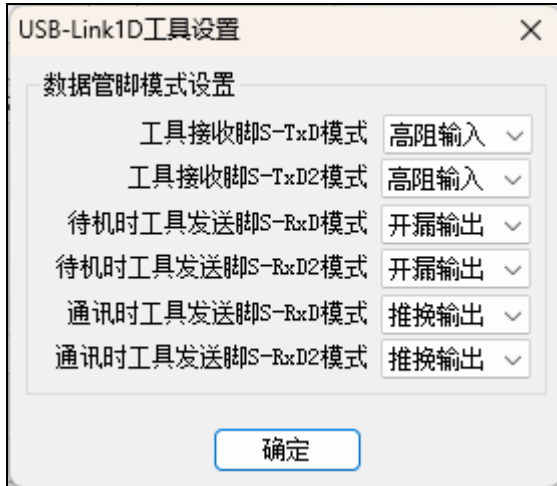 USB-Link1D工具设置
数据管脚模式设置
工具接收脚S-TxD模式 高阻输入
工具接收脚S-TxD2模式 高阻输入
待机时工具发送脚S-RxD模式 开漏输出
待机时工具发送脚S-RxD2模式 开漏输出
通讯时工具发送脚S-RxD模式 推挽输出
通讯时工具发送脚S-RxD2模式 推挽输出
确定